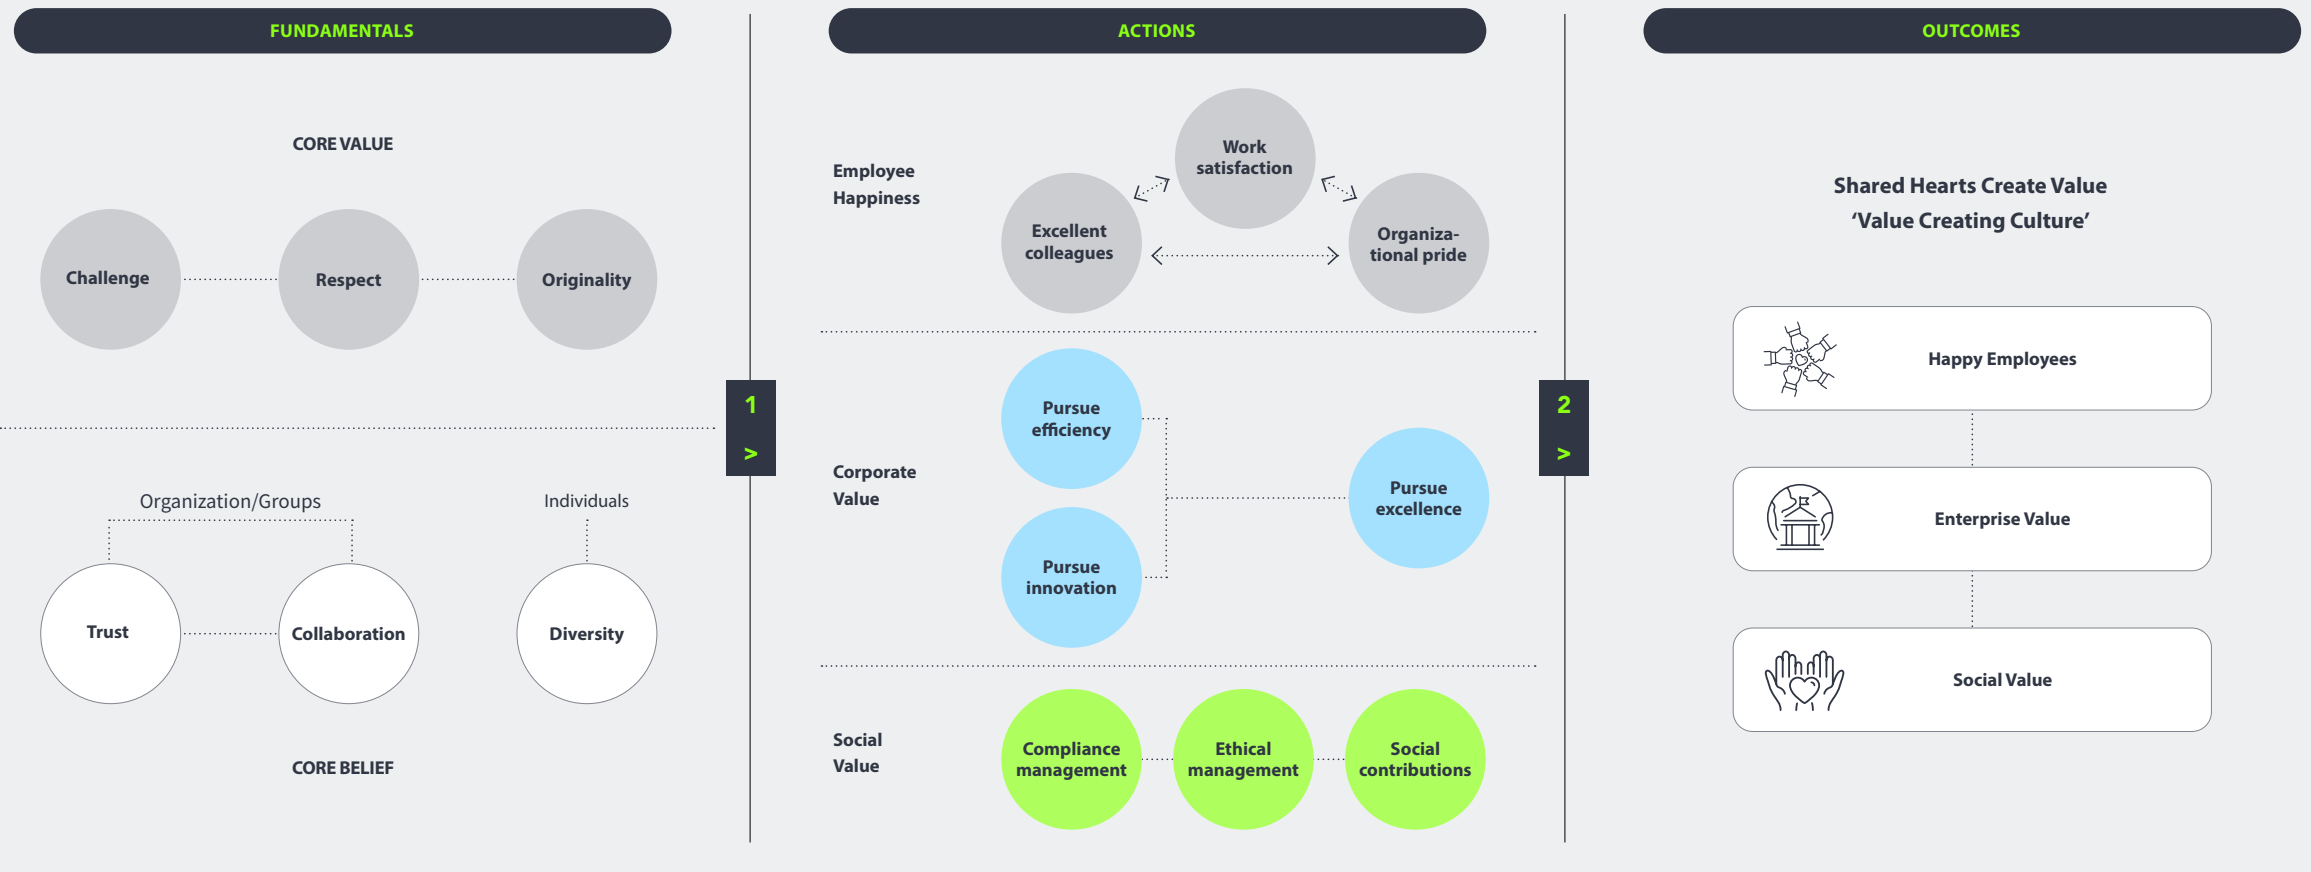 FUNDAMENTALS
CORE VALUE
Challenge
Respect
Originality
Organization/Groups
Individuals
Trust
Collaboration
Diversity
CORE BELIEF
1
>
ACTIONS
Employee
Happiness
Work
satisfaction
Excellent
colleagues
Organiza-
tional pride
Corporate
Value
Pursue
efficiency
Pursue
innovation
Pursue
excellence
Social
Value
Compliance
management
Ethical
management
Social
contributions
2
>
OUTCOMES
Shared Hearts Create Value
‘Value Creating Culture’
Happy Employees
Enterprise Value
Social Value